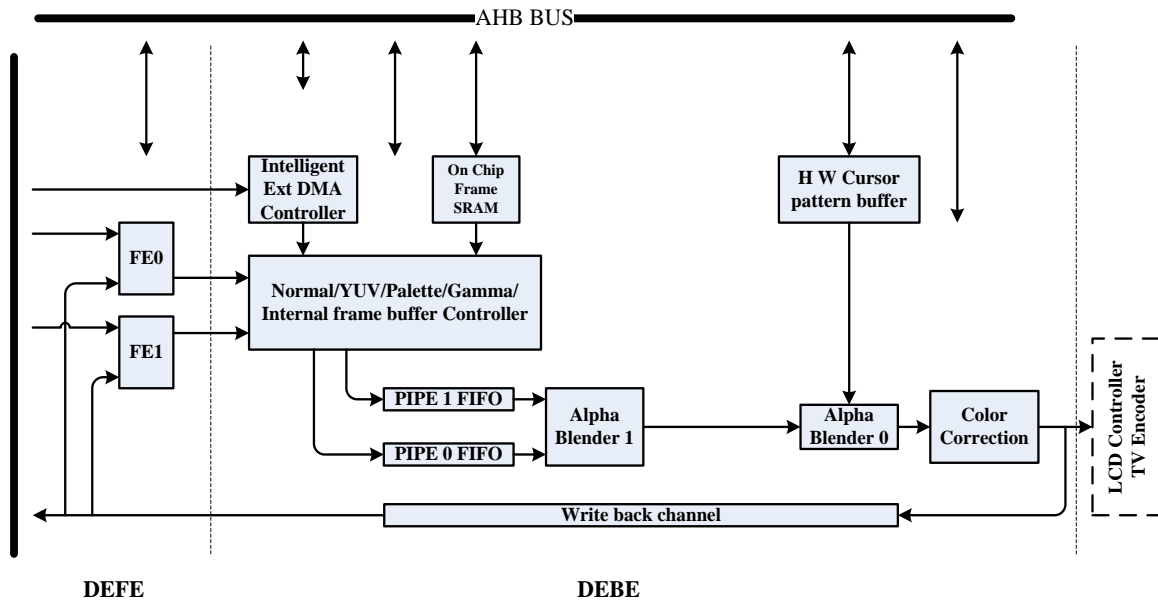 AHB BUS
Intelligent
Ext DMA
Controller
On Chip
Frame
SRAM
H W Cursor
pattern buffer
FE0
Normal/YUV/Palette/Gamma/
Internal frame buffer Controller
FE1
PIPE 1 FIFO
PIPE 0 FIFO
Alpha
Blender 1
Alpha
Blender 0
Color
Correction
LCD Controller
TV Encoder
Write back channel
DEFE
DEBE